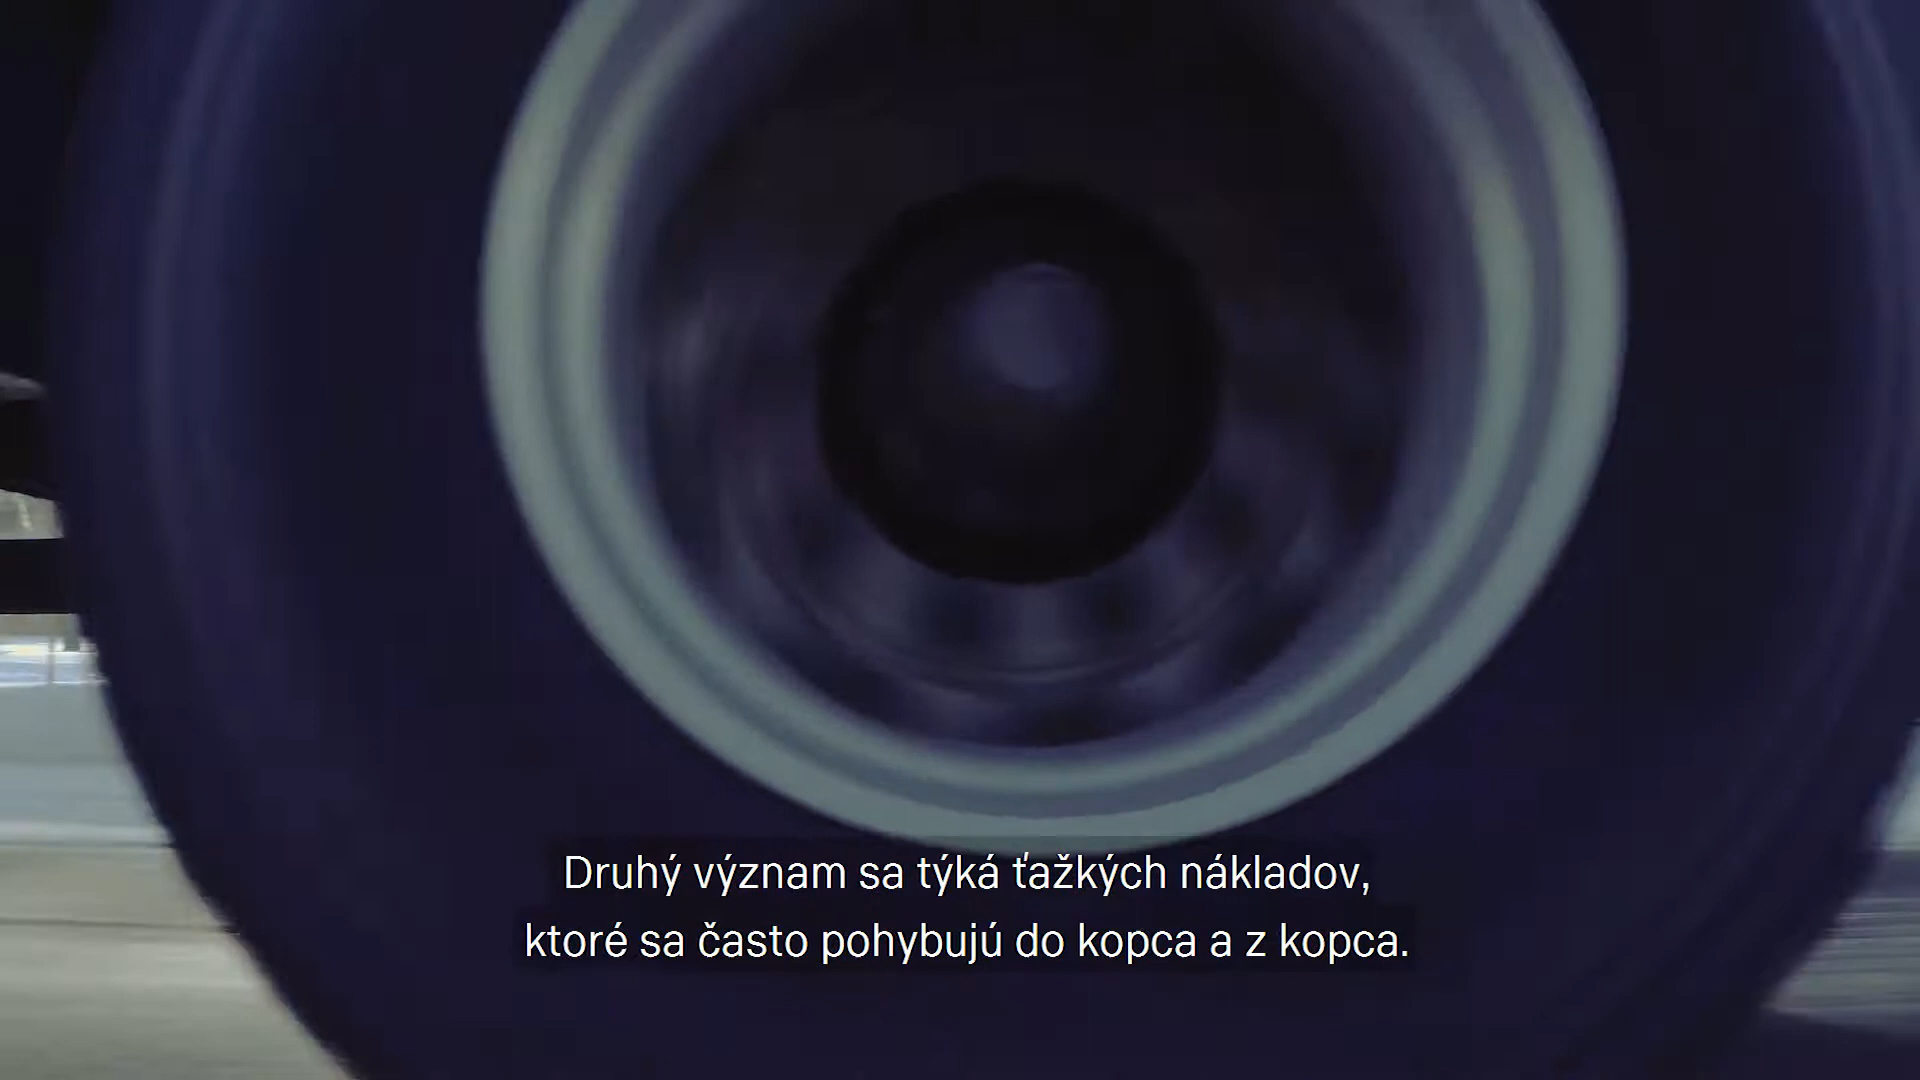 Druhý význam sa týká ťažkých nákladov,
ktoré sa často pohybujú do kopca a z kopca.